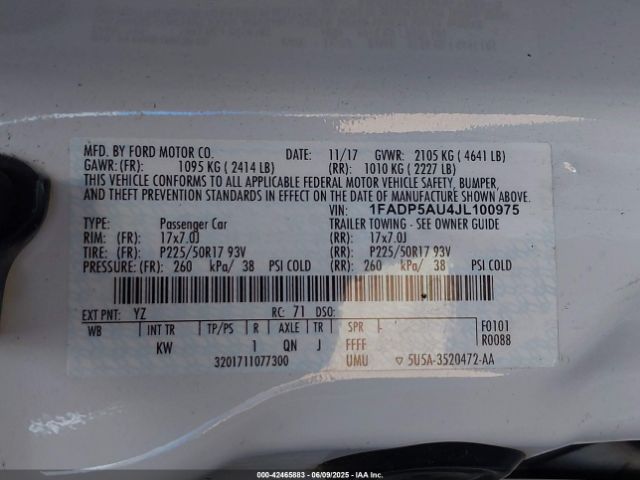 MFD. BY FORD MOTOR CO. DATE: 11/17 GVWR: 2105 KG ( 4641 LB)
GAWR:(FR): 1095 KG ( 2414 LB) (RR): 1010 KG ( 2227 LB)
THIS VEHICLE CONFORMS TO ALL APPLICABLE FEDERAL MOTOR VEHICLE SAFETY, BUMPER,
AND THEFT PREVENTION STANDARDS IN EFFECT ON THE DATE OF MANUFACTURE SHOWN ABOVE.
VIN: 1FADP5AU4JL100975
TYPE: Passenger Car TRAILER TOWING - SEE OWNER GUIDE
RIM: (FR): 17x7.0J (RR): 17x7.0J
TIRE: (FR): P225/50R17 93V (RR): P225/50R17 93V
PRESSURE:(FR): 260 kPa/ 38 PSI COLD (RR): 260 kPa/ 38 PSI COLD
EXT PNT: YZ RC: 71 DSO:
WB INT TR TP/PS R AXLE TR SPR F0101
KW 1 QN J FFFF R0088
3201711077300 UMU ▽ 5U5A-3520472-AA
000-42465883 - 06/09/2025 - IAA Inc.